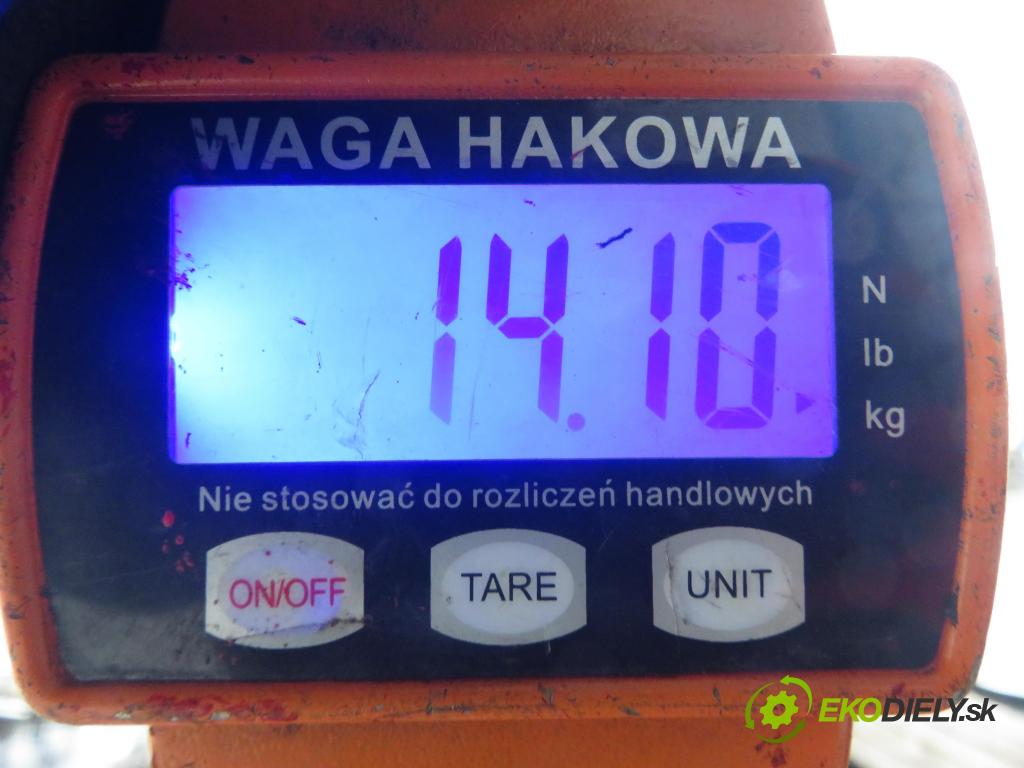 WAGA HAKOWA
14.10
N
lb
kg
Nie stosować do rozliczeń handlowych
ON/OFF TARE UNIT
EKODIELY.sk